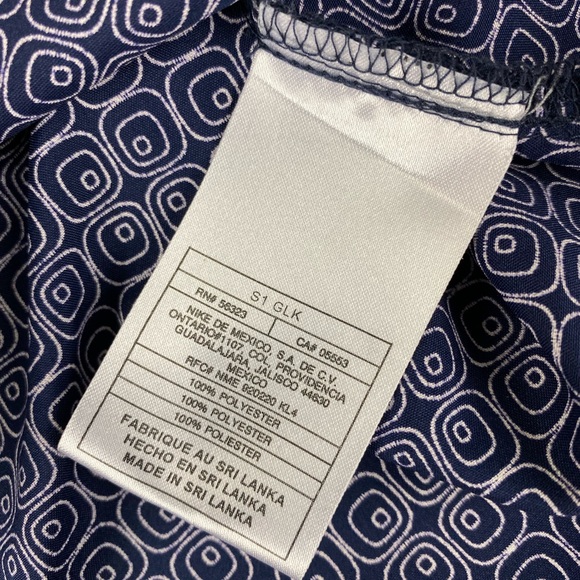 S1 GLK
RN# 56323 CA# 05553
NIKE DE MEXICO, S.A. DE C.V.
ONTARIO#1107 COL. PROVIDENCIA
GUADALAJARA, JALISCO 44630
MEXICO
RFC# NME 920220 KL4
100% POLYESTER
100% POLYESTER
100% POLIESTER
FABRIQUE AU SRI LANKA
HECHO EN SRI LANKA
MADE IN SRI LANKA